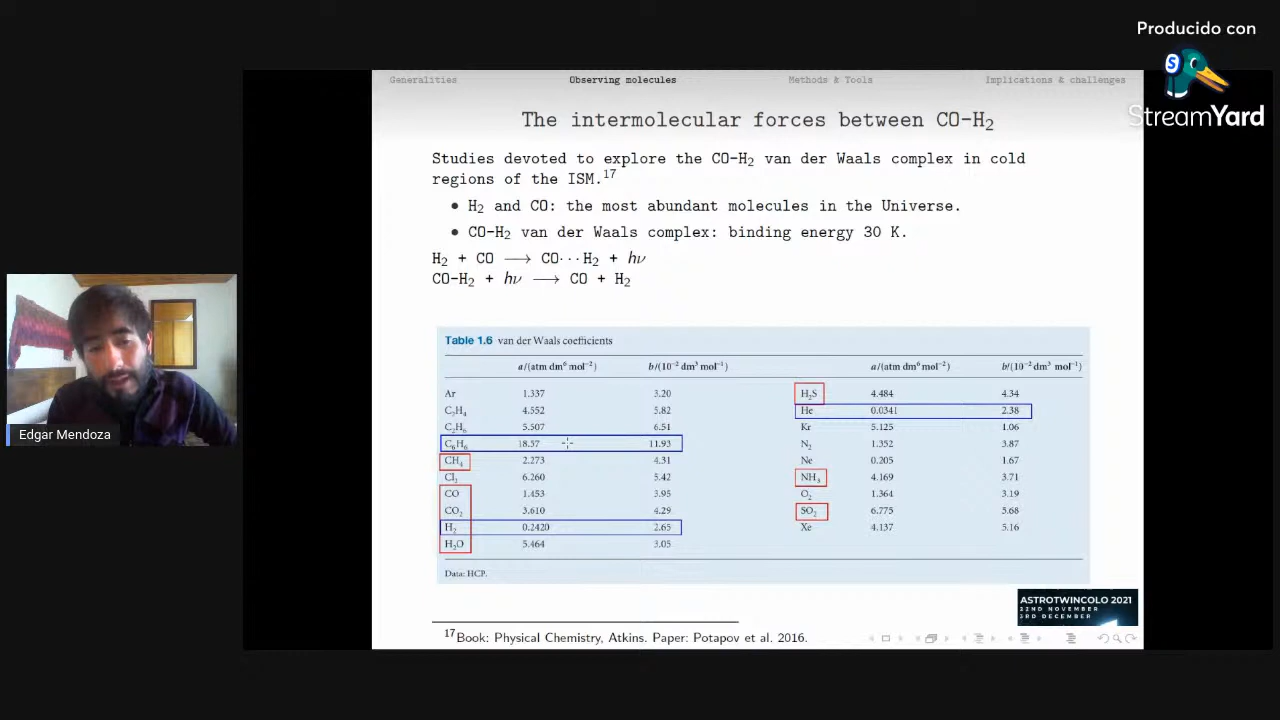 Producido con
StreamYard
Generalities Observing molecules Methods & Tools Implications & challenges
The intermolecular forces between CO-H₂
Studies devoted to explore the CO-H₂ van der Waals complex in cold
regions of the ISM.¹⁷
• H₂ and CO: the most abundant molecules in the Universe.
• CO-H₂ van der Waals complex: binding energy 30 K.
H₂ + CO ⟶ CO···H₂ + hν
CO-H₂ + hν ⟶ CO + H₂
Edgar Mendoza
Table 1.6 van der Waals coefficients
a/(atm dm⁶ mol⁻²) b/(10⁻² dm³ mol⁻¹) a/(atm dm⁶ mol⁻²) b/(10⁻² dm³ mol⁻¹)
Ar 1.337 3.20 H₂S 4.484 4.34
C₂H₄ 4.552 5.82 He 0.0341 2.38
C₂H₆ 5.507 6.51 Kr 5.125 1.06
C₆H₆ 18.57 11.93 N₂ 1.352 3.87
CH₄ 2.273 4.31 Ne 0.205 1.67
Cl₂ 6.260 5.42 NH₃ 4.169 3.71
CO 1.453 3.95 O₂ 1.364 3.19
CO₂ 3.610 4.29 SO₂ 6.775 5.68
H₂ 0.2420 2.65 Xe 4.137 5.16
H₂O 5.464 3.05
Data: HCP.
ASTROTWINCOLO 2021
22ND NOVEMBER
3RD DECEMBER
¹⁷Book: Physical Chemistry, Atkins. Paper: Potapov et al. 2016.